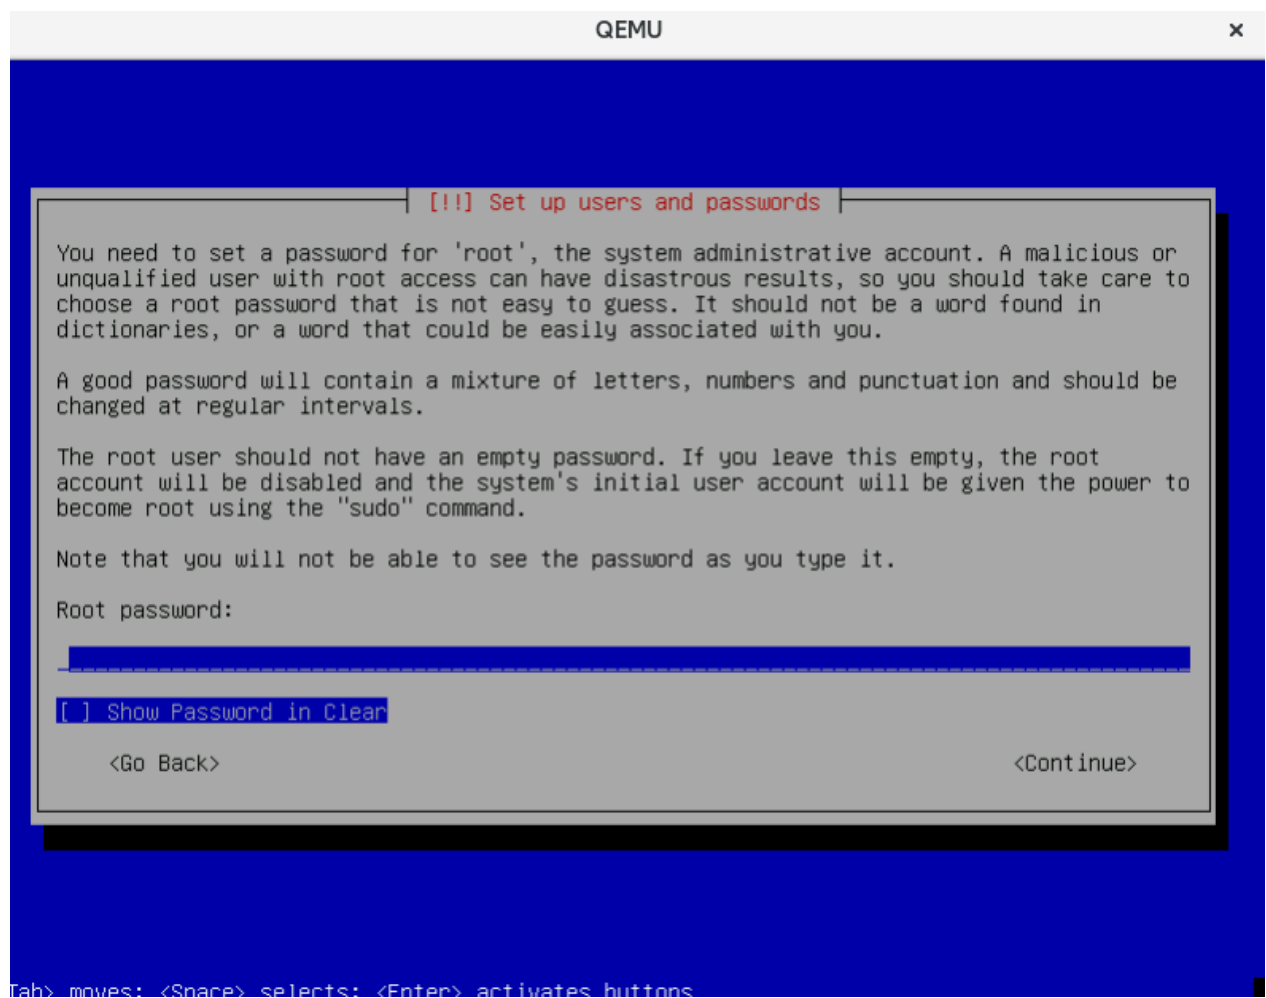 QEMU ×
[!!] Set up users and passwords
You need to set a password for 'root', the system administrative account. A malicious or
unqualified user with root access can have disastrous results, so you should take care to
choose a root password that is not easy to guess. It should not be a word found in
dictionaries, or a word that could be easily associated with you.
A good password will contain a mixture of letters, numbers and punctuation and should be
changed at regular intervals.
The root user should not have an empty password. If you leave this empty, the root
account will be disabled and the system's initial user account will be given the power to
become root using the "sudo" command.
Note that you will not be able to see the password as you type it.
Root password:
[ ] Show Password in Clear
<Go Back> <Continue>
Tab> moves; <Space> selects; <Enter> activates buttons